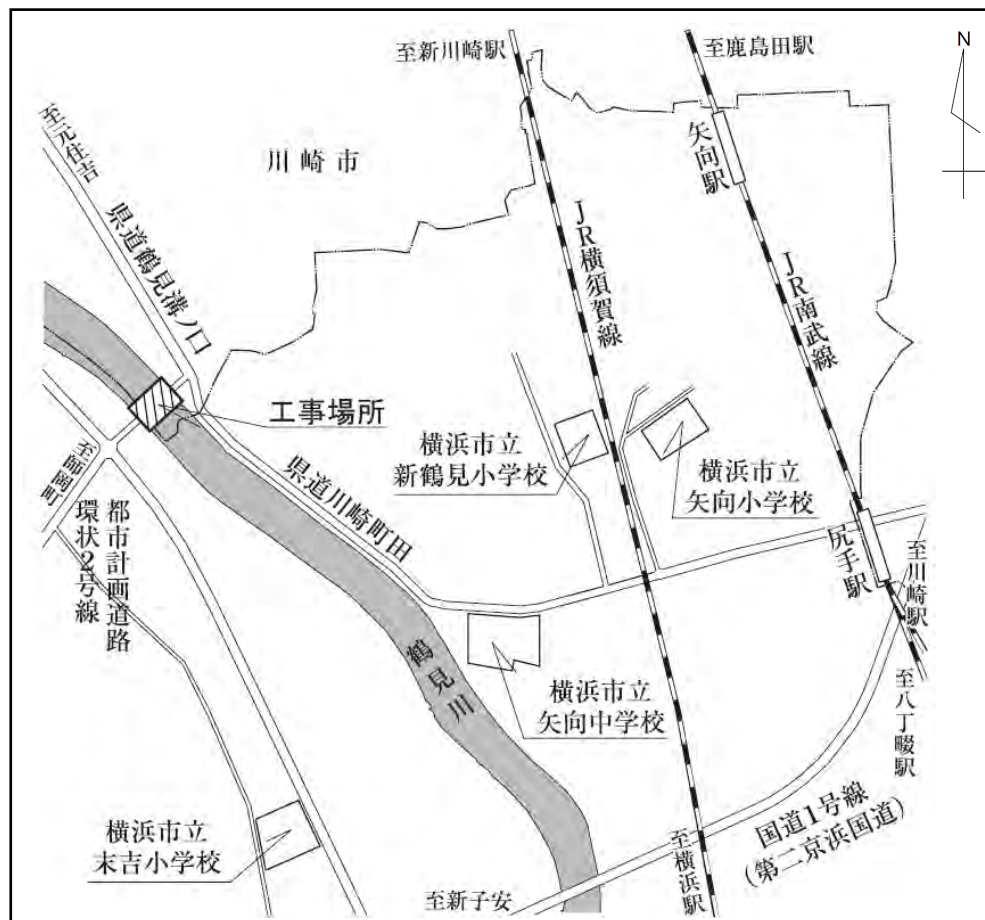 N
至新川崎駅
至鹿島田駅
至元住吉
川崎市
矢向駅
県道鶴見溝ノ口
JR横須賀線
JR南武線
工事場所
横浜市立
新鶴見小学校
横浜市立
矢向小学校
至師岡町
県道川崎町田
都市計画道路
環状2号線
尻手駅
至川崎駅
鶴見川
横浜市立
矢向中学校
至八丁畷駅
国道1号線
(第二京浜国道)
横浜市立
末吉小学校
至横浜駅
至新子安